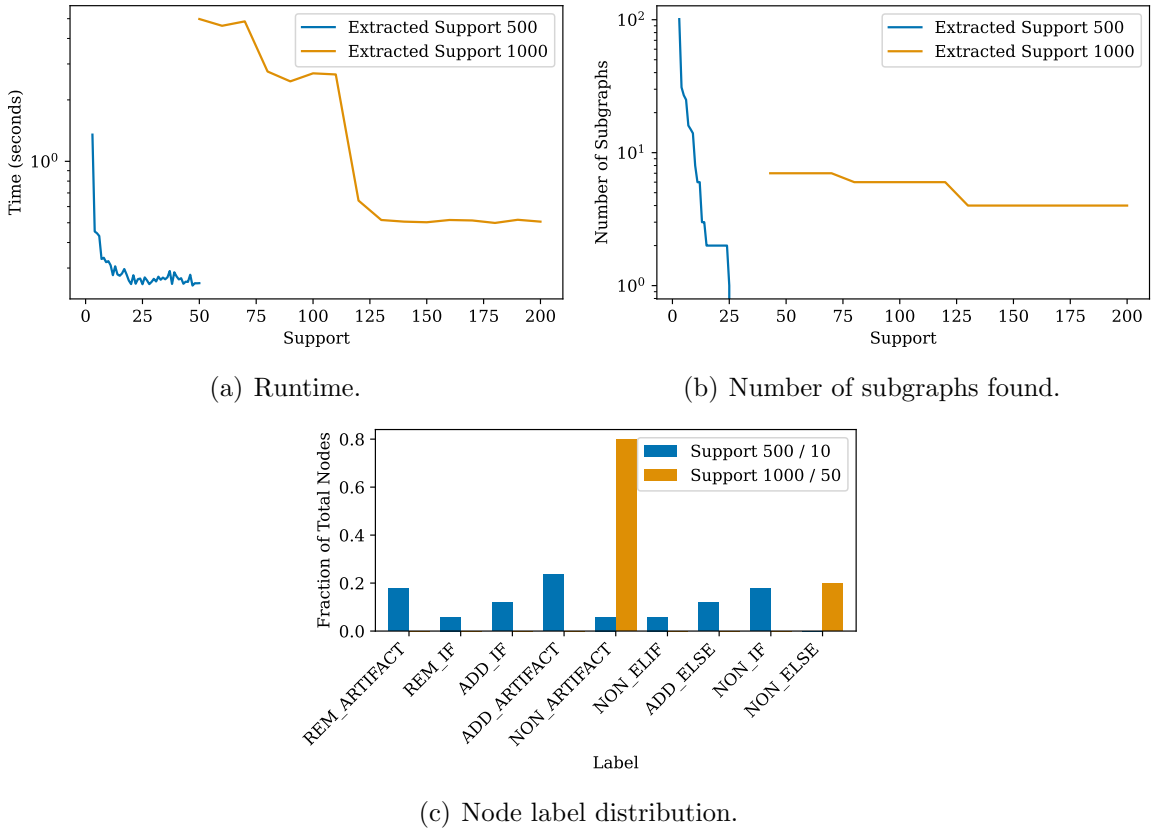 Extracted Support 500
Extracted Support 1000
Time (seconds)
10^0
0 25 50 75 100 125 150 175 200
Support
(a) Runtime.
Extracted Support 500
Extracted Support 1000
Number of Subgraphs
10^2
10^1
10^0
0 25 50 75 100 125 150 175 200
Support
(b) Number of subgraphs found.
Support 500 / 10
Support 1000 / 50
Fraction of Total Nodes
0.8
0.6
0.4
0.2
0.0
REM_ARTIFACT
REM_IF
ADD_IF
ADD_ARTIFACT
NON_ARTIFACT
NON_ELIF
ADD_ELSE
NON_IF
NON_ELSE
Label
(c) Node label distribution.